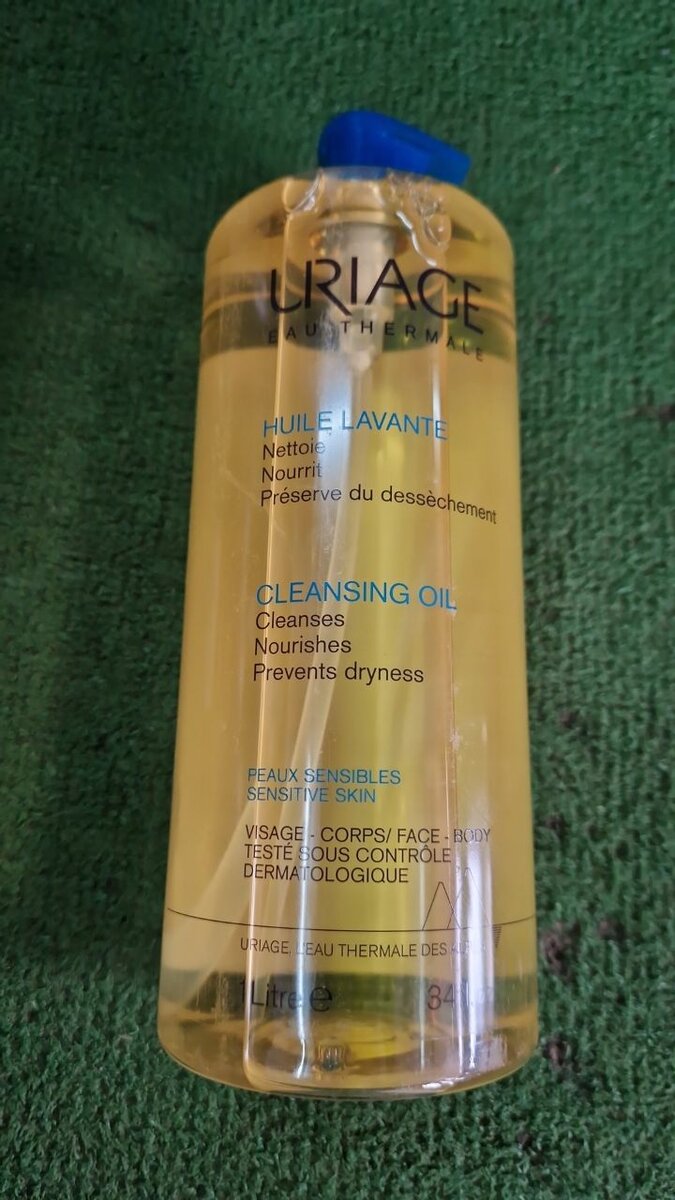 URIAGE
EAU THERMALE
HUILE LAVANTE
Nettoie
Nourrit
Préserve du dessèchement
CLEANSING OIL
Cleanses
Nourishes
Prevents dryness
PEAUX SENSIBLES
SENSITIVE SKIN
VISAGE - CORPS/ FACE - BODY
TESTÉ SOUS CONTRÔLE
DERMATOLOGIQUE
URIAGE, L'EAU THERMALE DES
1 Litre e 34